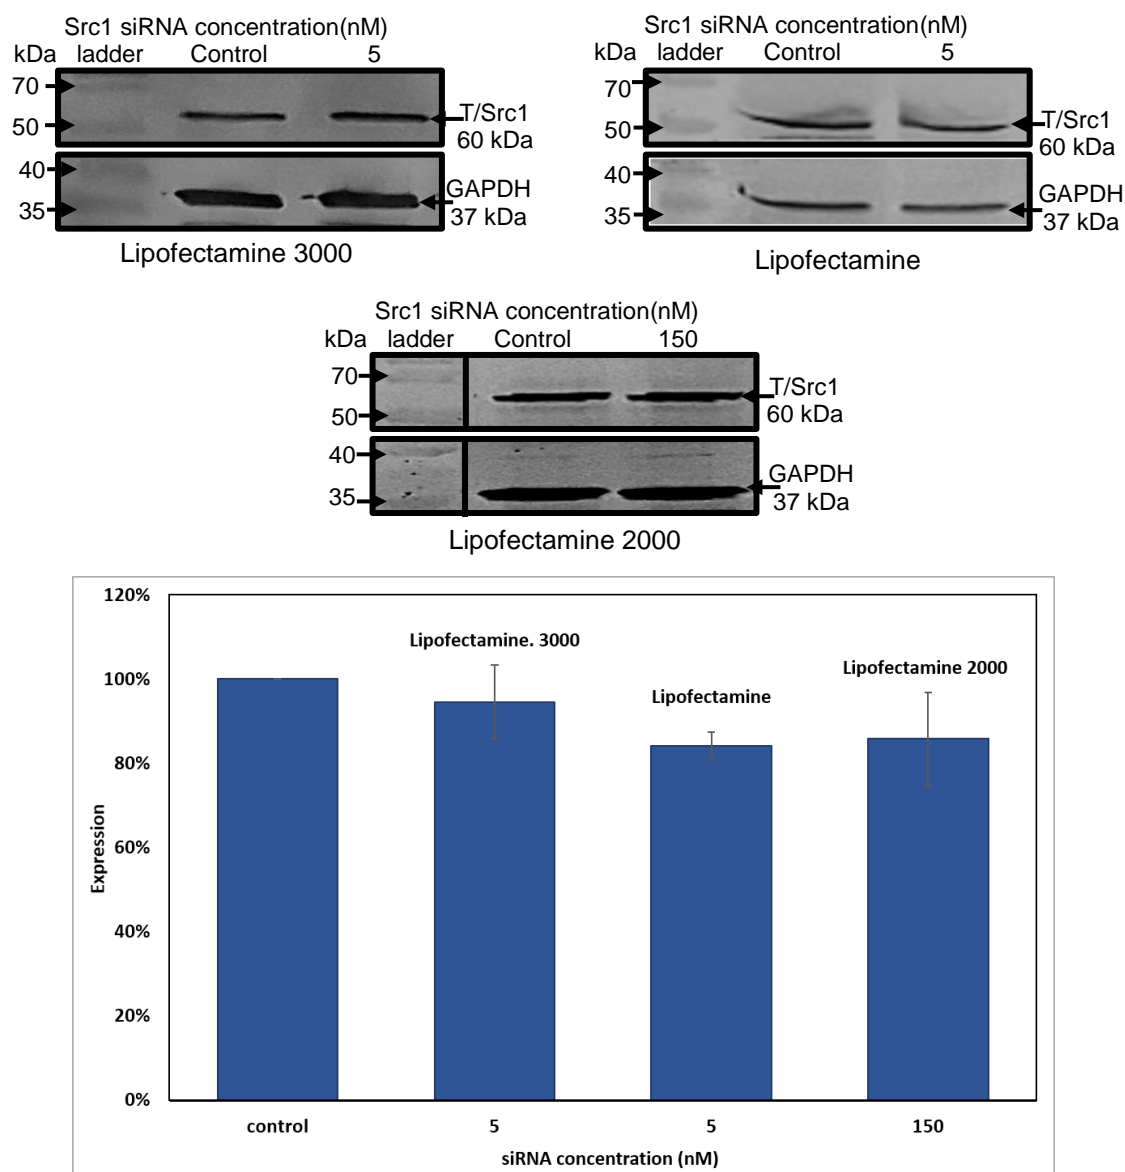 Src1 siRNA concentration(nM)
kDa ladder Control 5
70
50
T/Src1
60 kDa
40
35
GAPDH
37 kDa
Lipofectamine 3000
Src1 siRNA concentration(nM)
kDa ladder Control 5
70
50
T/Src1
60 kDa
40
35
GAPDH
37 kDa
Lipofectamine
Src1 siRNA concentration(nM)
kDa ladder Control 150
70
50
T/Src1
60 kDa
40
35
GAPDH
37 kDa
Lipofectamine 2000
120%
100%
80%
60%
40%
20%
0%
Expression
Lipofectamine. 3000
Lipofectamine
Lipofectamine 2000
control 5 5 150
siRNA concentration (nM)